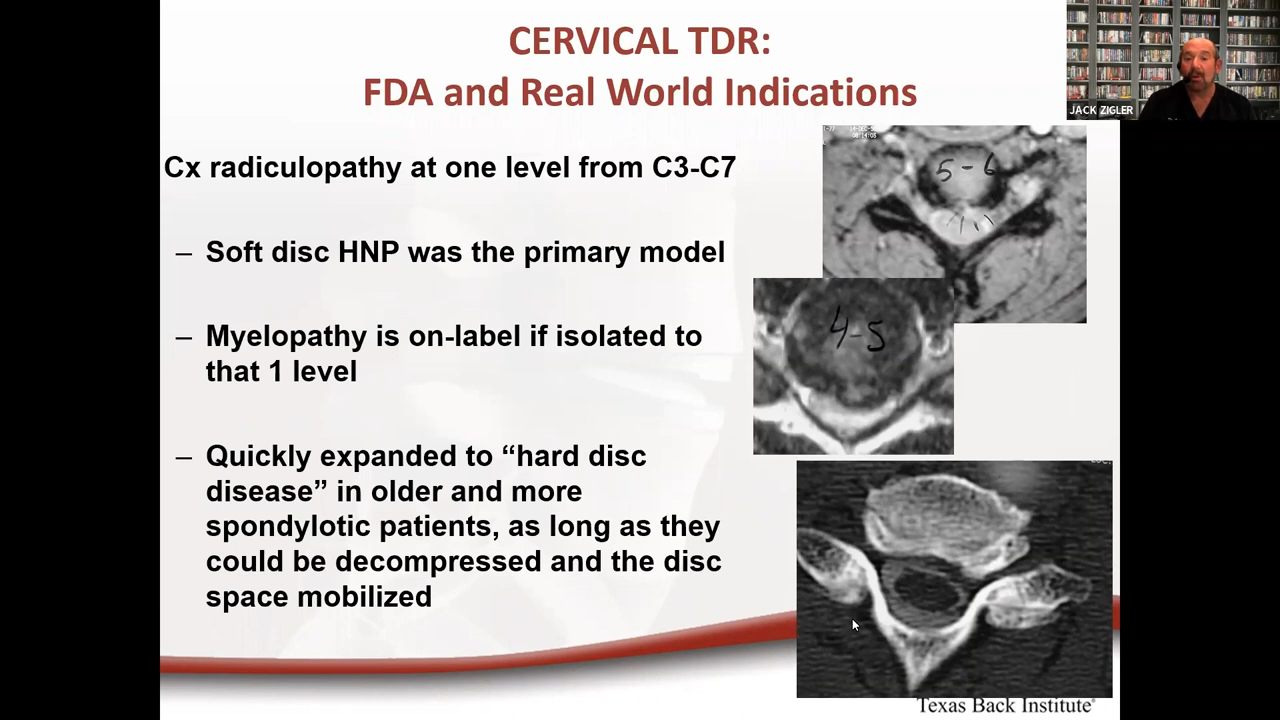 CERVICAL TDR:
FDA and Real World Indications
JACK ZIGLER
Cx radiculopathy at one level from C3-C7
– Soft disc HNP was the primary model
– Myelopathy is on-label if isolated to
that 1 level
– Quickly expanded to “hard disc
disease” in older and more
spondylotic patients, as long as they
could be decompressed and the disc
space mobilized
5-6
4-5
Texas Back Institute